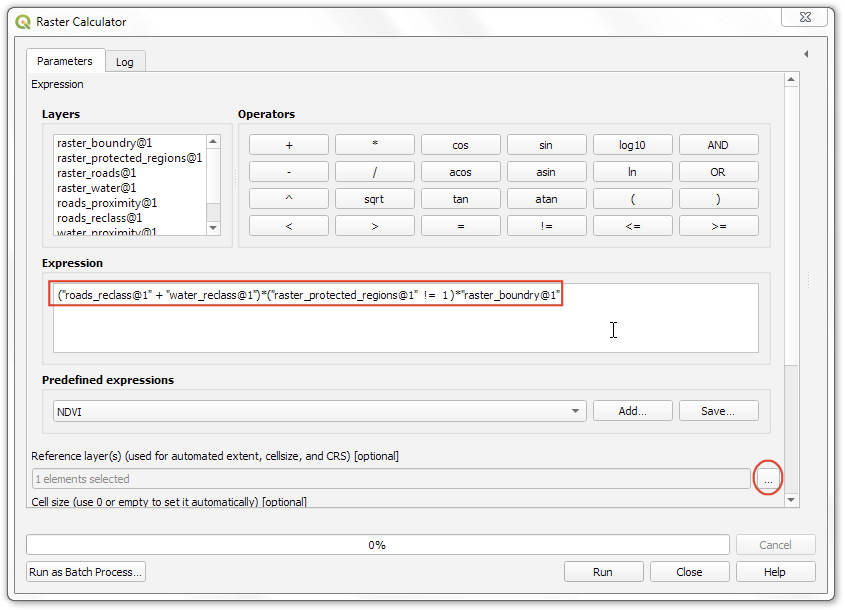 Raster Calculator
Parameters
Log
Expression
Layers
Operators
raster_boundry@1
raster_protected_regions@1
raster_roads@1
raster_water@1
roads_proximity@1
roads_reclass@1
water_proximity@1
+ * cos sin log10 AND
- / acos asin ln OR
^ sqrt tan atan ( )
< > = != <= >=
Expression
("roads_reclass@1" + "water_reclass@1")*("raster_protected_regions@1" != 1 )*"raster_boundry@1"
Predefined expressions
NDVI
Add...
Save...
Reference layer(s) (used for automated extent, cellsize, and CRS) [optional]
1 elements selected
...
Cell size (use 0 or empty to set it automatically) [optional]
0%
Cancel
Run as Batch Process...
Run
Close
Help